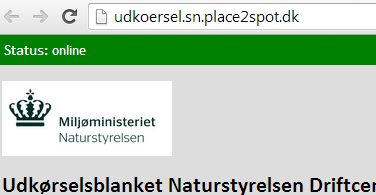 udkoersel.sn.place2spot.dk
Status: online
Miljøministeriet
Naturstyrelsen
Udkørselsblanket Naturstyrelsen Driftcen